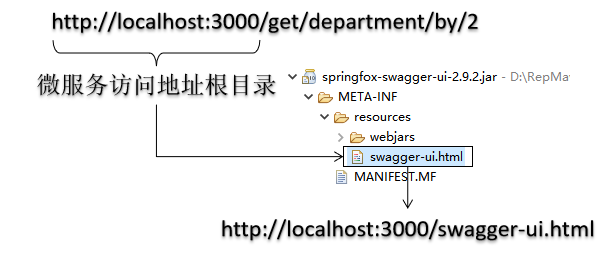 http://localhost:3000/get/department/by/2
微服务访问地址根目录
springfox-swagger-ui-2.9.2.jar - D:\RepMa
META-INF
resources
webjars
swagger-ui.html
MANIFEST.MF
http://localhost:3000/swagger-ui.html